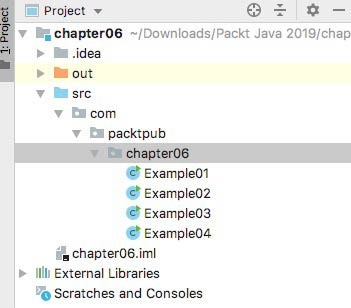 1: Project
Project
chapter06 ~/Downloads/Packt Java 2019/chap
.idea
out
src
com
packtpub
chapter06
Example01
Example02
Example03
Example04
chapter06.iml
External Libraries
Scratches and Consoles